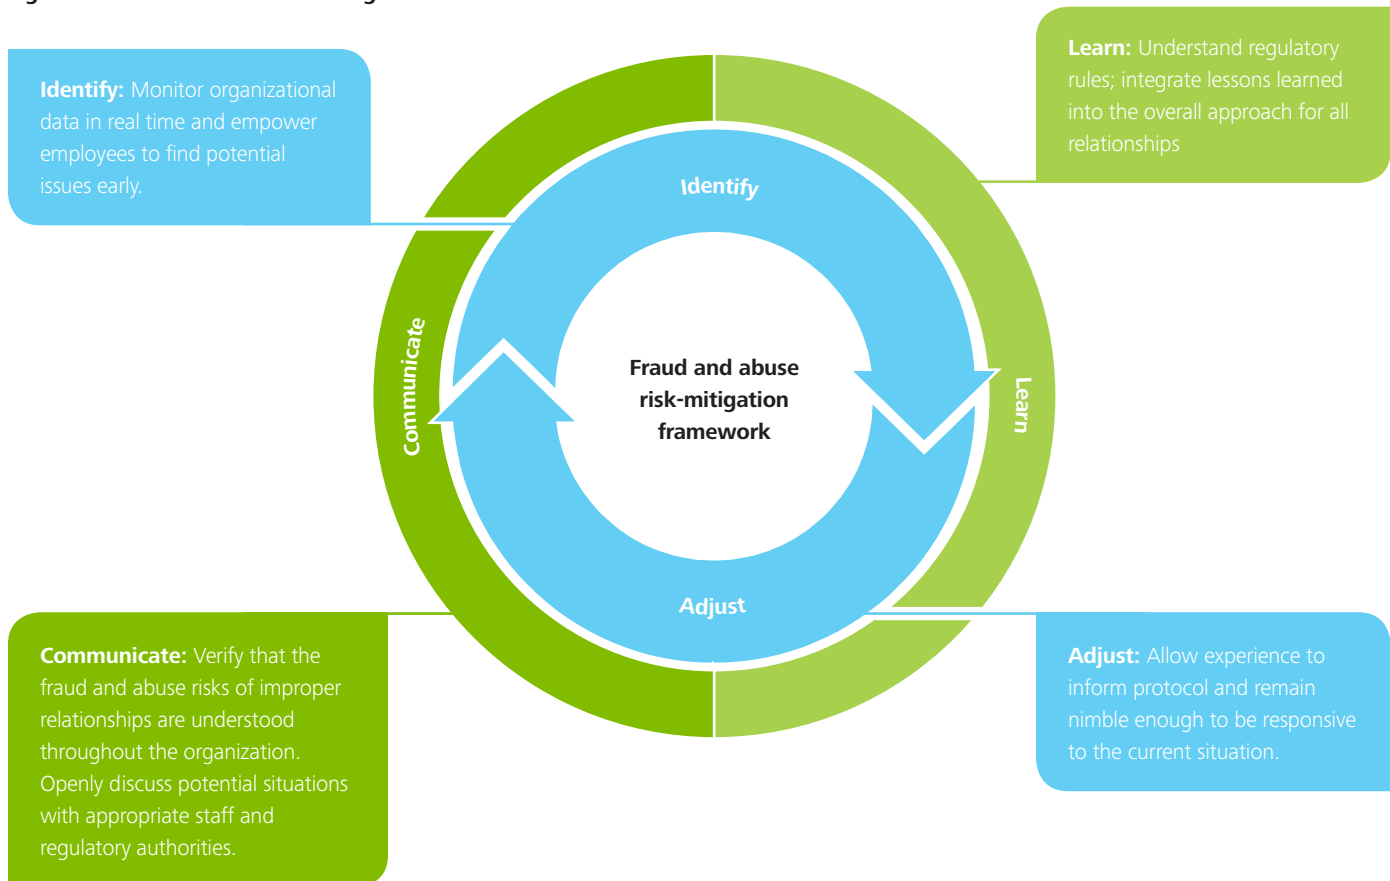 Identify: Monitor organizational
data in real time and empower
employees to find potential
issues early.
Learn: Understand regulatory
rules; integrate lessons learned
into the overall approach for all
relationships
Identify
Communicate
Fraud and abuse
risk-mitigation
framework
Learn
Adjust
Communicate: Verify that the
fraud and abuse risks of improper
relationships are understood
throughout the organization.
Openly discuss potential situations
with appropriate staff and
regulatory authorities.
Adjust: Allow experience to
inform protocol and remain
nimble enough to be responsive
to the current situation.